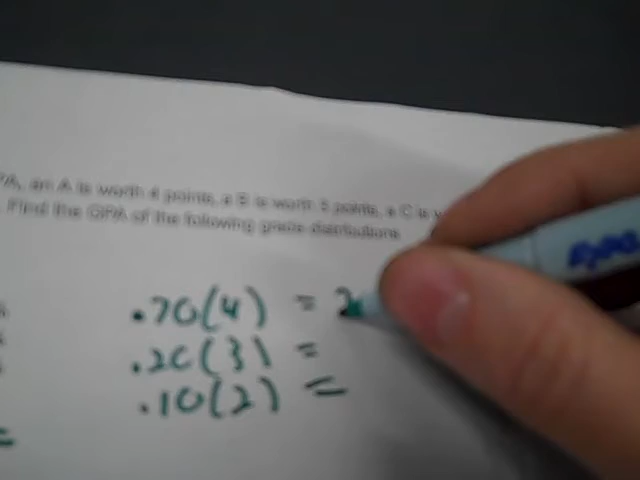 PA, an A is worth 4 points, a B is worth 3 points, a C is
. Find the GPA of the following grade distributions
.70(4) = 2
.20(3) =
.10(2) =
=
EXPO